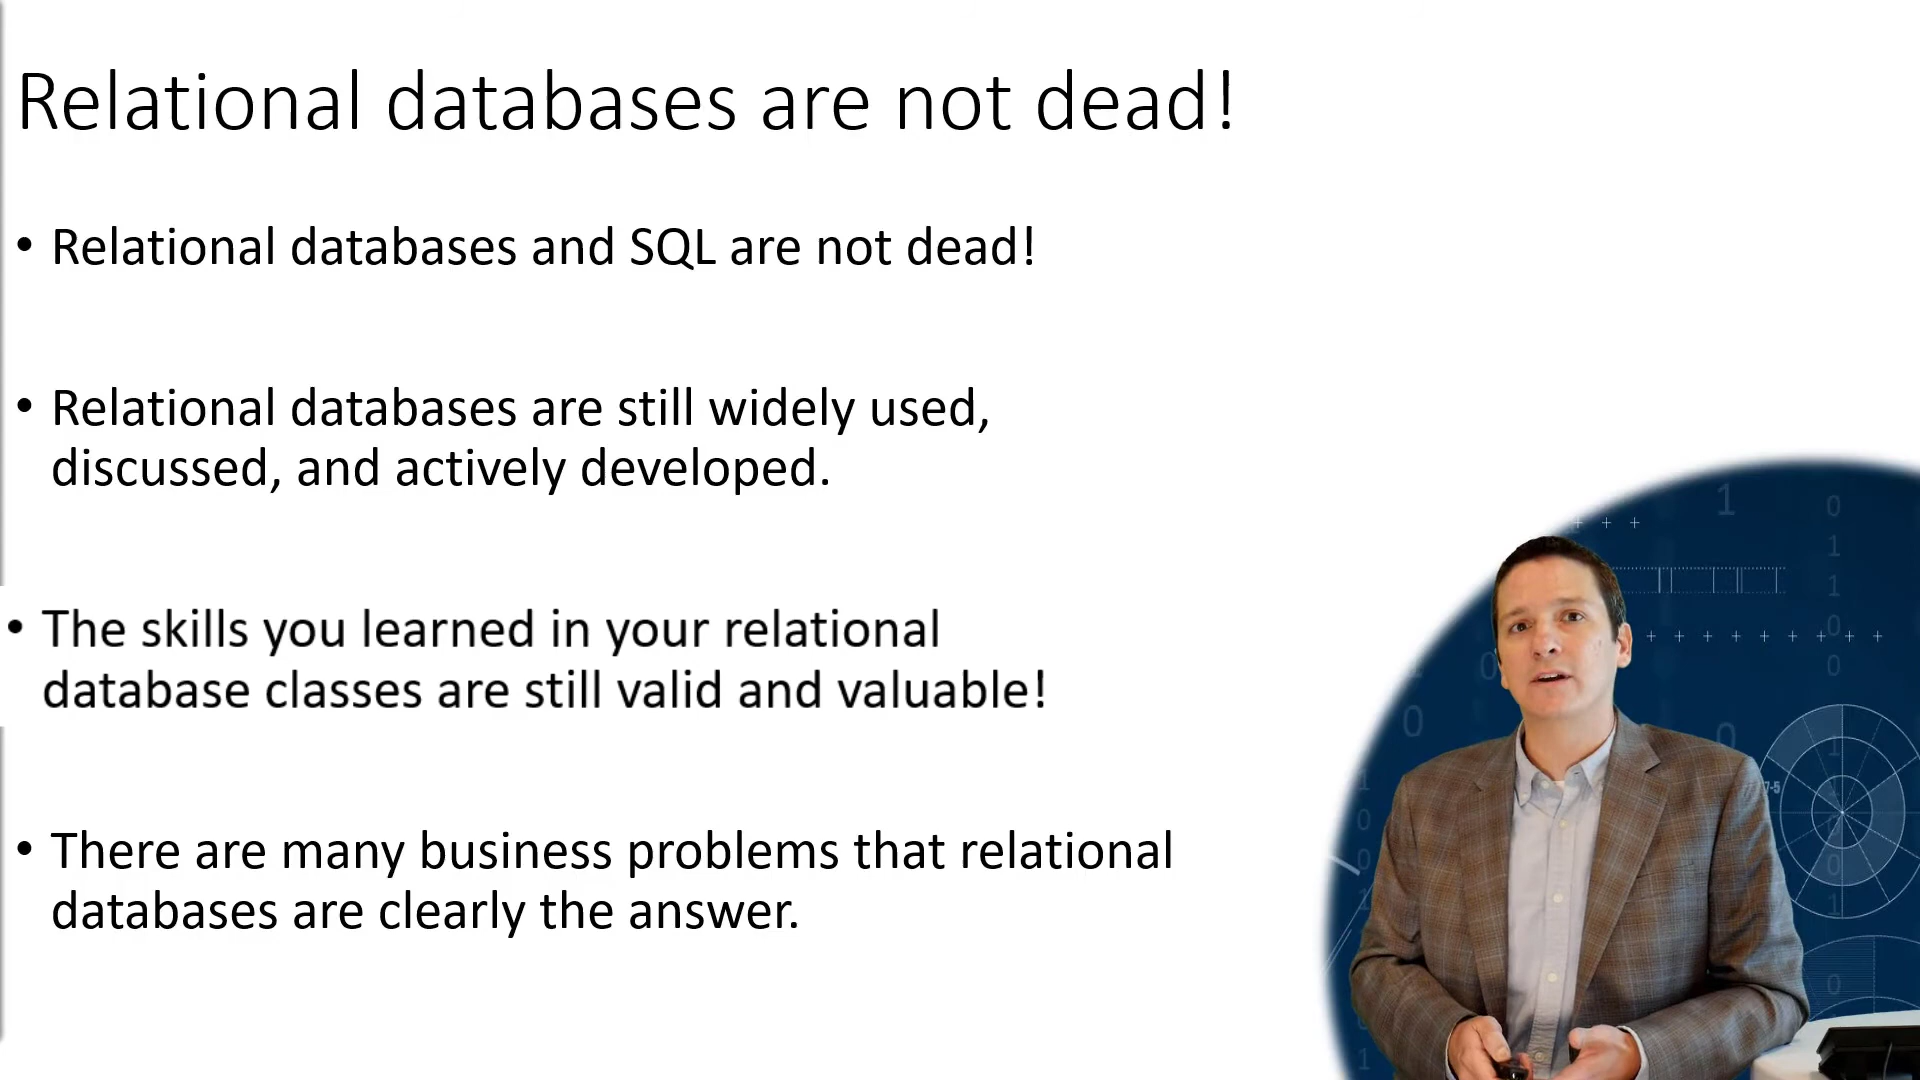 Relational databases are not dead!
• Relational databases and SQL are not dead!
• Relational databases are still widely used,
discussed, and actively developed.
• The skills you learned in your relational
database classes are still valid and valuable!
• There are many business problems that relational
databases are clearly the answer.